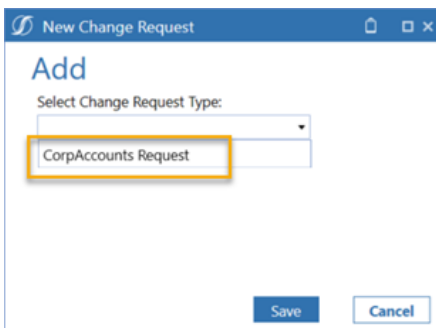 New Change Request
Add
Select Change Request Type:
CorpAccounts Request
Save Cancel